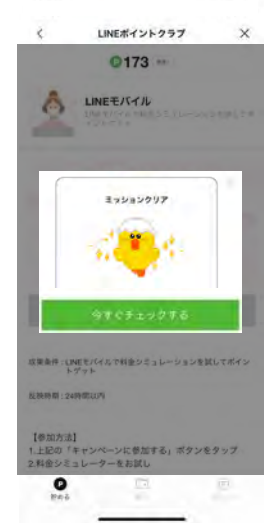 LINEポイントクラブ
P 173
LINEモバイル
ミッションクリア
今すぐチェックする
成果条件:LINEモバイルで料金シミュレーションを試してポイン
トゲット
反映時期:24時間以内
【参加方法】
1.上記の「キャンペーンに参加する」ボタンをタップ
2.料金シミュレーターをお試し
P
貯める